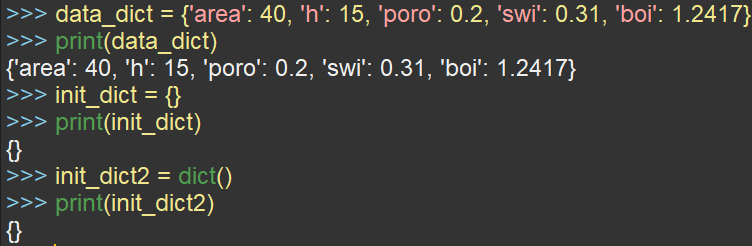 >>> data_dict = {'area': 40, 'h': 15, 'poro': 0.2, 'swi': 0.31, 'boi': 1.2417}
>>> print(data_dict)
{'area': 40, 'h': 15, 'poro': 0.2, 'swi': 0.31, 'boi': 1.2417}
>>> init_dict = {}
>>> print(init_dict)
{}
>>> init_dict2 = dict()
>>> print(init_dict2)
{}